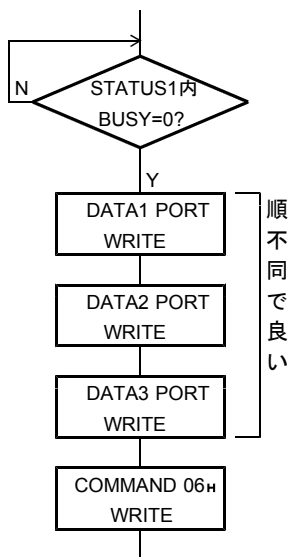 N
STATUS1内
BUSY=0?
Y
DATA1 PORT
WRITE
DATA2 PORT
WRITE
DATA3 PORT
WRITE
順不同で良い
COMMAND 06H
WRITE